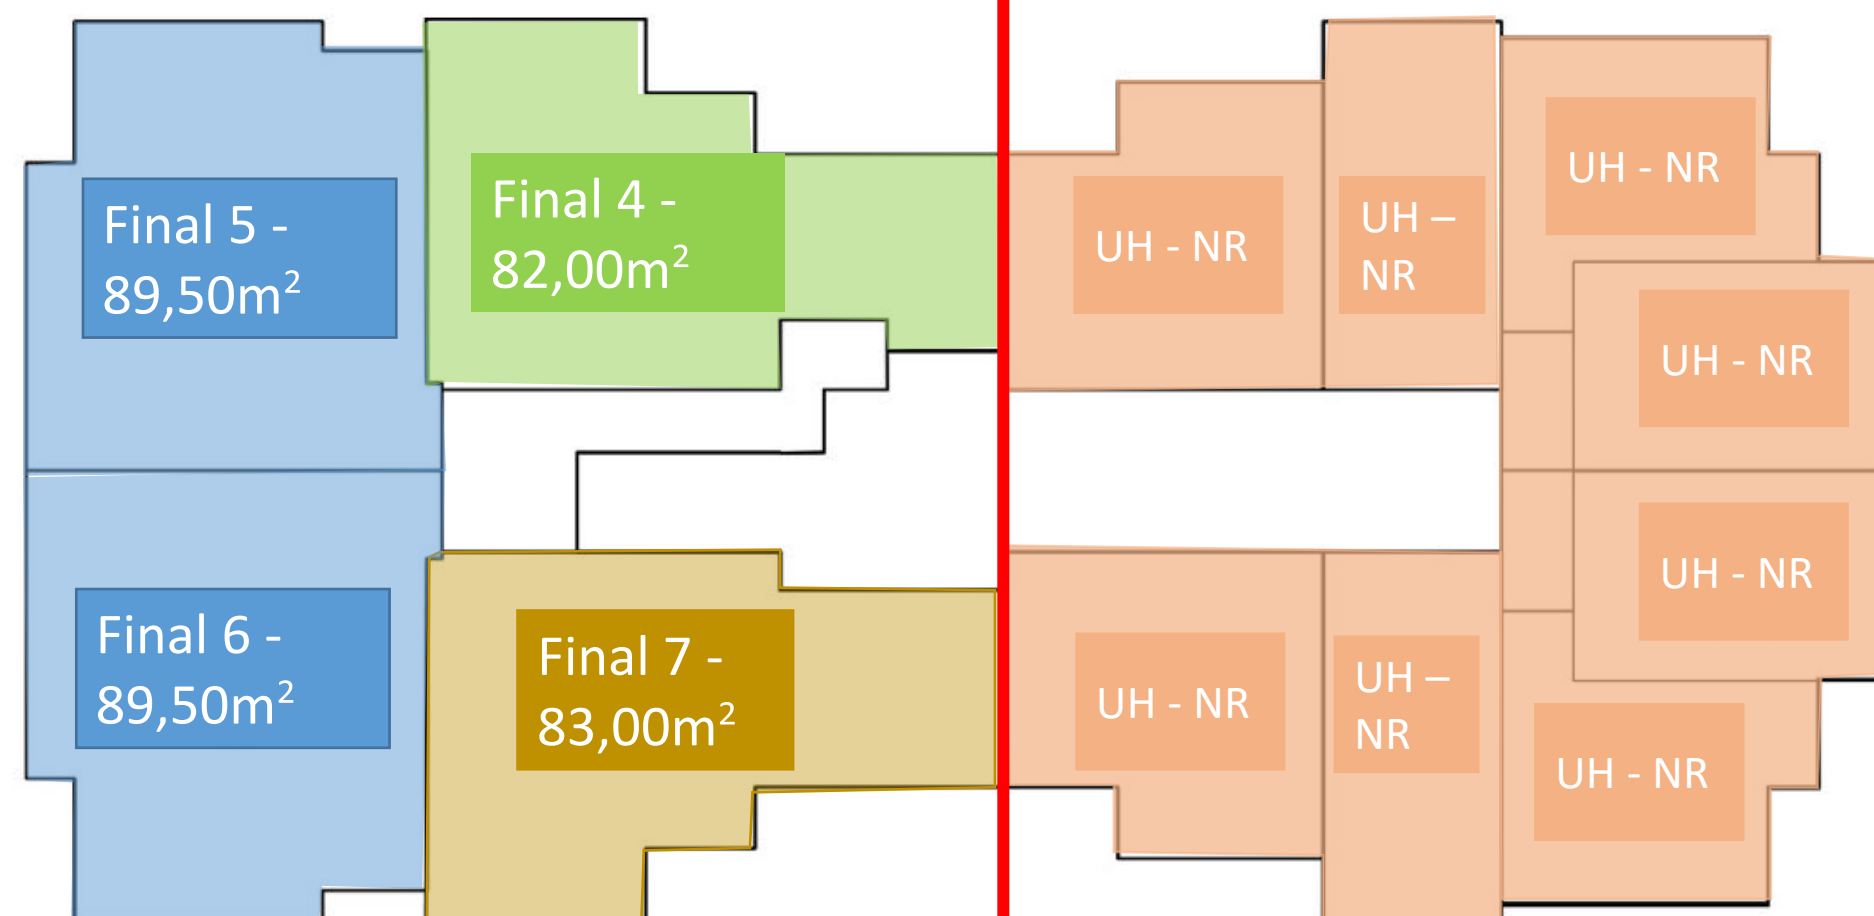 Final 5 -
89,50m²
Final 4 -
82,00m²
UH - NR
UH –
NR
UH - NR
UH - NR
Final 6 -
89,50m²
Final 7 -
83,00m²
UH - NR
UH –
NR
UH - NR
UH - NR